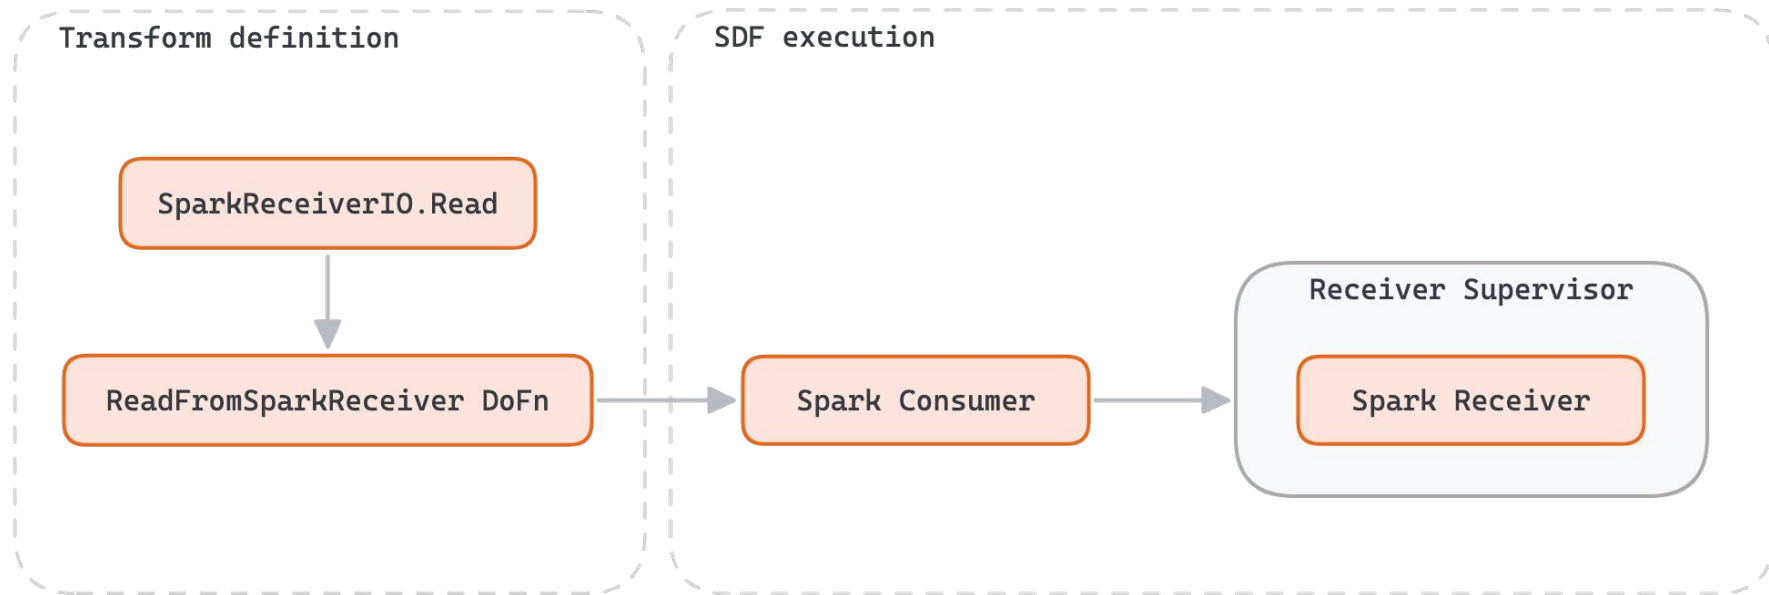 Transform definition
SparkReceiverIO.Read
ReadFromSparkReceiver DoFn
SDF execution
Spark Consumer
Receiver Supervisor
Spark Receiver